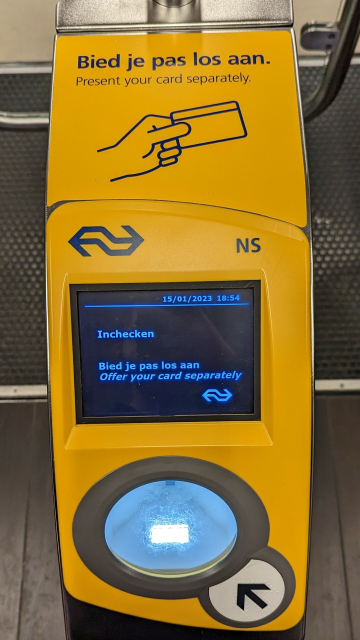 Bied je pas los aan.
Present your card separately.
NS
15/01/2023 18:54
Inchecken
Bied je pas los aan
Offer your card separately